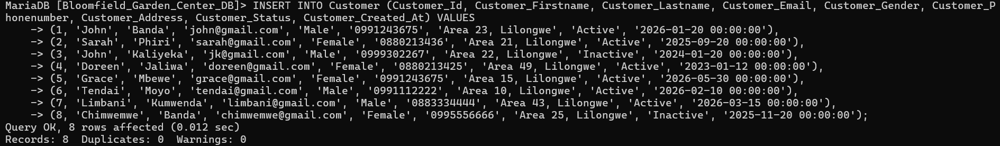 MariaDB [Bloomfield_Garden_Center_DB]> INSERT INTO Customer (Customer_Id, Customer_Firstname, Customer_Lastname, Customer_Email, Customer_Gender, Customer_P
honenumber, Customer_Address, Customer_Status, Customer_Created_At) VALUES
    -> (1, 'John', 'Banda', 'john@gmail.com', 'Male', '0991243675', 'Area 23, Lilongwe', 'Active', '2026-01-20 00:00:00'),
    -> (2, 'Sarah', 'Phiri', 'sarah@gmail.com', 'Female', '0880213436', 'Area 21, Lilongwe', 'Active', '2025-09-20 00:00:00'),
    -> (3, 'John', 'Kaliyeka', 'jk@gmail.com', 'Male', '0999302267', 'Area 22, Lilongwe', 'Inactive', '2024-01-20 00:00:00'),
    -> (4, 'Doreen', 'Jaliwa', 'doreen@gmail.com', 'Female', '0880213425', 'Area 49, Lilongwe', 'Active', '2023-01-12 00:00:00'),
    -> (5, 'Grace', 'Mbewe', 'grace@gmail.com', 'Female', '0991243675', 'Area 15, Lilongwe', 'Active', '2026-05-30 00:00:00'),
    -> (6, 'Tendai', 'Moyo', 'tendai@gmail.com', 'Male', '0991112222', 'Area 10, Lilongwe', 'Active', '2026-02-10 00:00:00'),
    -> (7, 'Limbani', 'Kumwenda', 'limbani@gmail.com', 'Male', '0883334444', 'Area 43, Lilongwe', 'Active', '2026-03-15 00:00:00'),
    -> (8, 'Chimwemwe', 'Banda', 'chimwemwe@gmail.com', 'Female', '0995556666', 'Area 25, Lilongwe', 'Inactive', '2025-11-20 00:00:00');
Query OK, 8 rows affected (0.012 sec)
Records: 8  Duplicates: 0  Warnings: 0